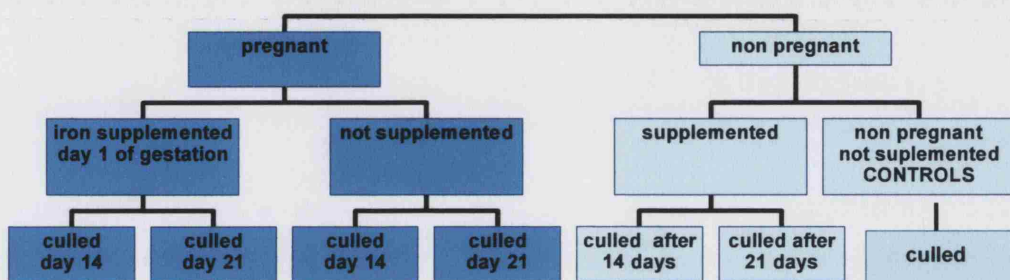 pregnant
non pregnant
iron supplemented
day 1 of gestation
not supplemented
supplemented
non pregnant
not suplemented
CONTROLS
culled
day 14
culled
day 21
culled
day 14
culled
day 21
culled after
14 days
culled after
21 days
culled